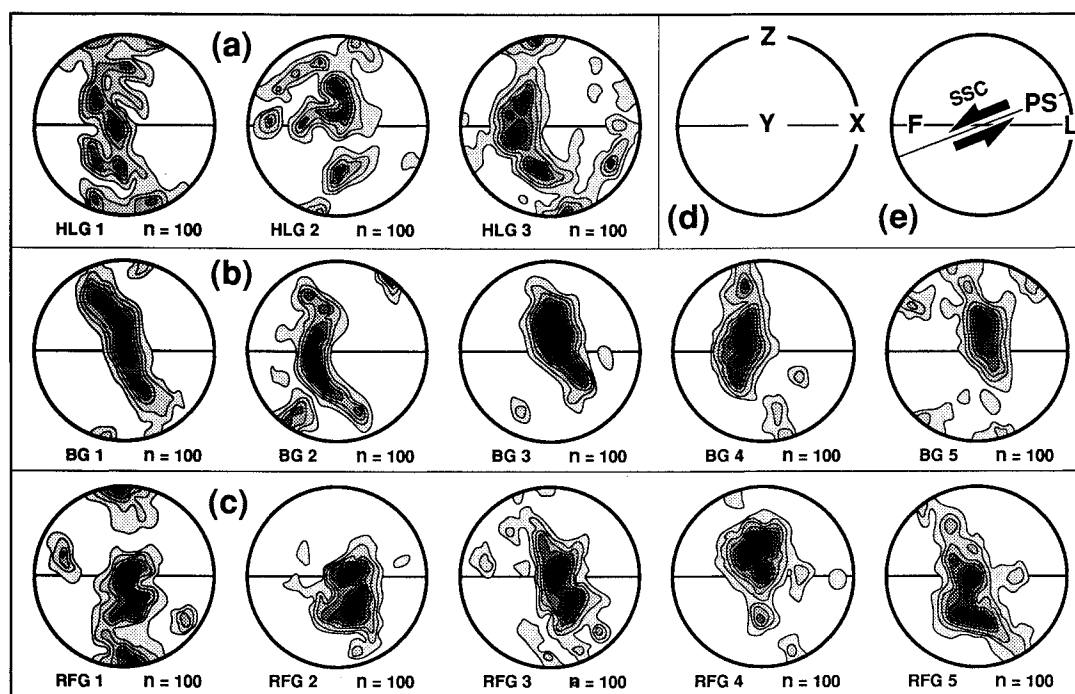 (a)
HLG 1 n = 100
HLG 2 n = 100
HLG 3 n = 100
Z
Y
X
(d)
SSC
PS
F
L
(e)
(b)
BG 1 n = 100
BG 2 n = 100
BG 3 n = 100
BG 4 n = 100
BG 5 n = 100
(c)
RFG 1 n = 100
RFG 2 n = 100
RFG 3 n = 100
RFG 4 n = 100
RFG 5 n = 100